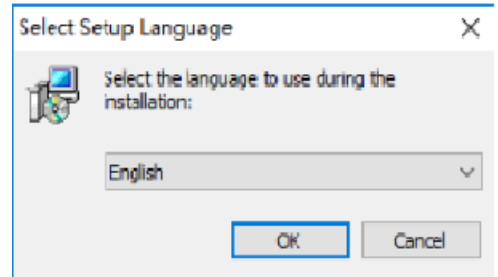 Select Setup Language
Select the language to use during the
installation:
English
OK
Cancel